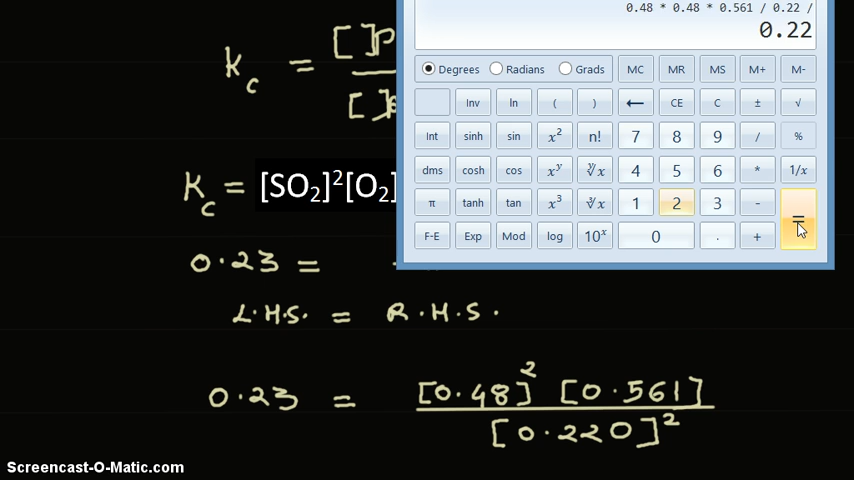 0.48 * 0.48 * 0.561 / 0.22 /
0.22
Degrees Radians Grads MC MR MS M+ M-
Inv ln ( ) ← CE C ± √
Int sinh sin x² n! 7 8 9 / %
dms cosh cos xʸ ʸ√x 4 5 6 * 1/x
π tanh tan x³ ³√x 1 2 3 - =
F-E Exp Mod log 10ˣ 0 . +
K_c = [ ]
[ ]
K_c = [SO₂]²[O₂]
0.23 =
L.H.S. = R.H.S.
0.23 = [0.48]² [0.561]
[0.220]²
Screencast-O-Matic.com